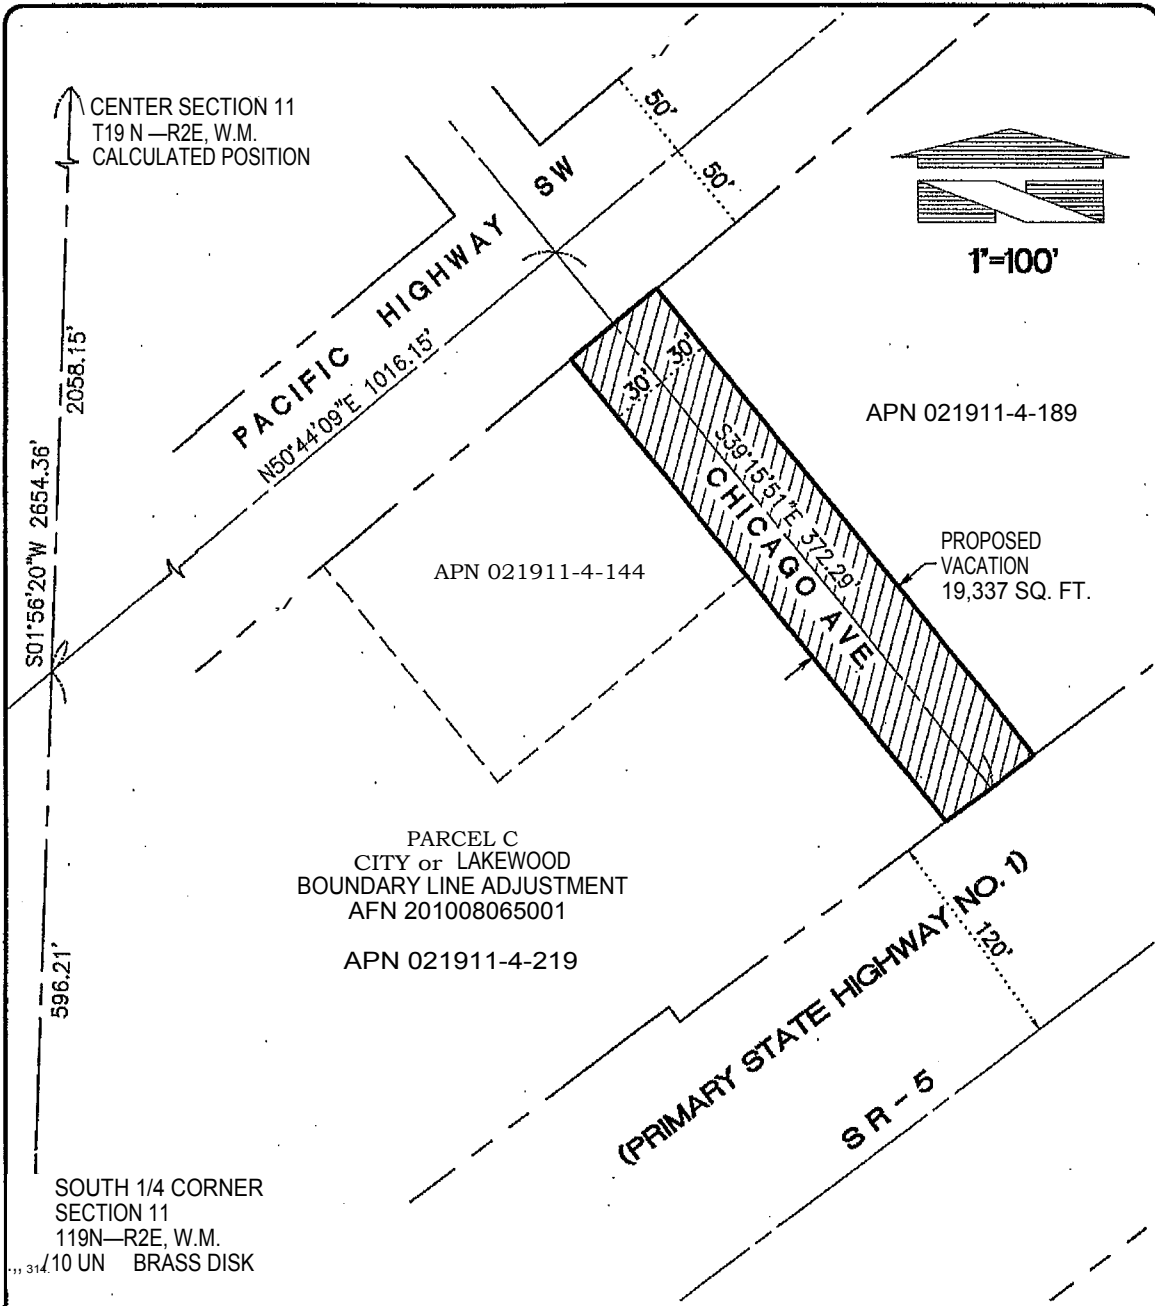 CENTER SECTION 11
T19 N —R2E, W.M.
CALCULATED POSITION
50'
50'
1"=100'
PACIFIC HIGHWAY SW
N50°44'09"E 1016.15'
2058.15'
S01°56'20"W 2654.36'
596.21'
30'
30'
S39°15'51"E 372.29'
CHICAGO AVE
APN 021911-4-189
PROPOSED
VACATION
19,337 SQ. FT.
APN 021911-4-144
PARCEL C
CITY or LAKEWOOD
BOUNDARY LINE ADJUSTMENT
AFN 201008065001
APN 021911-4-219
120'
(PRIMARY STATE HIGHWAY NO. 1)
SR - 5
SOUTH 1/4 CORNER
SECTION 11
119N—R2E, W.M.
314 /10 UN BRASS DISK